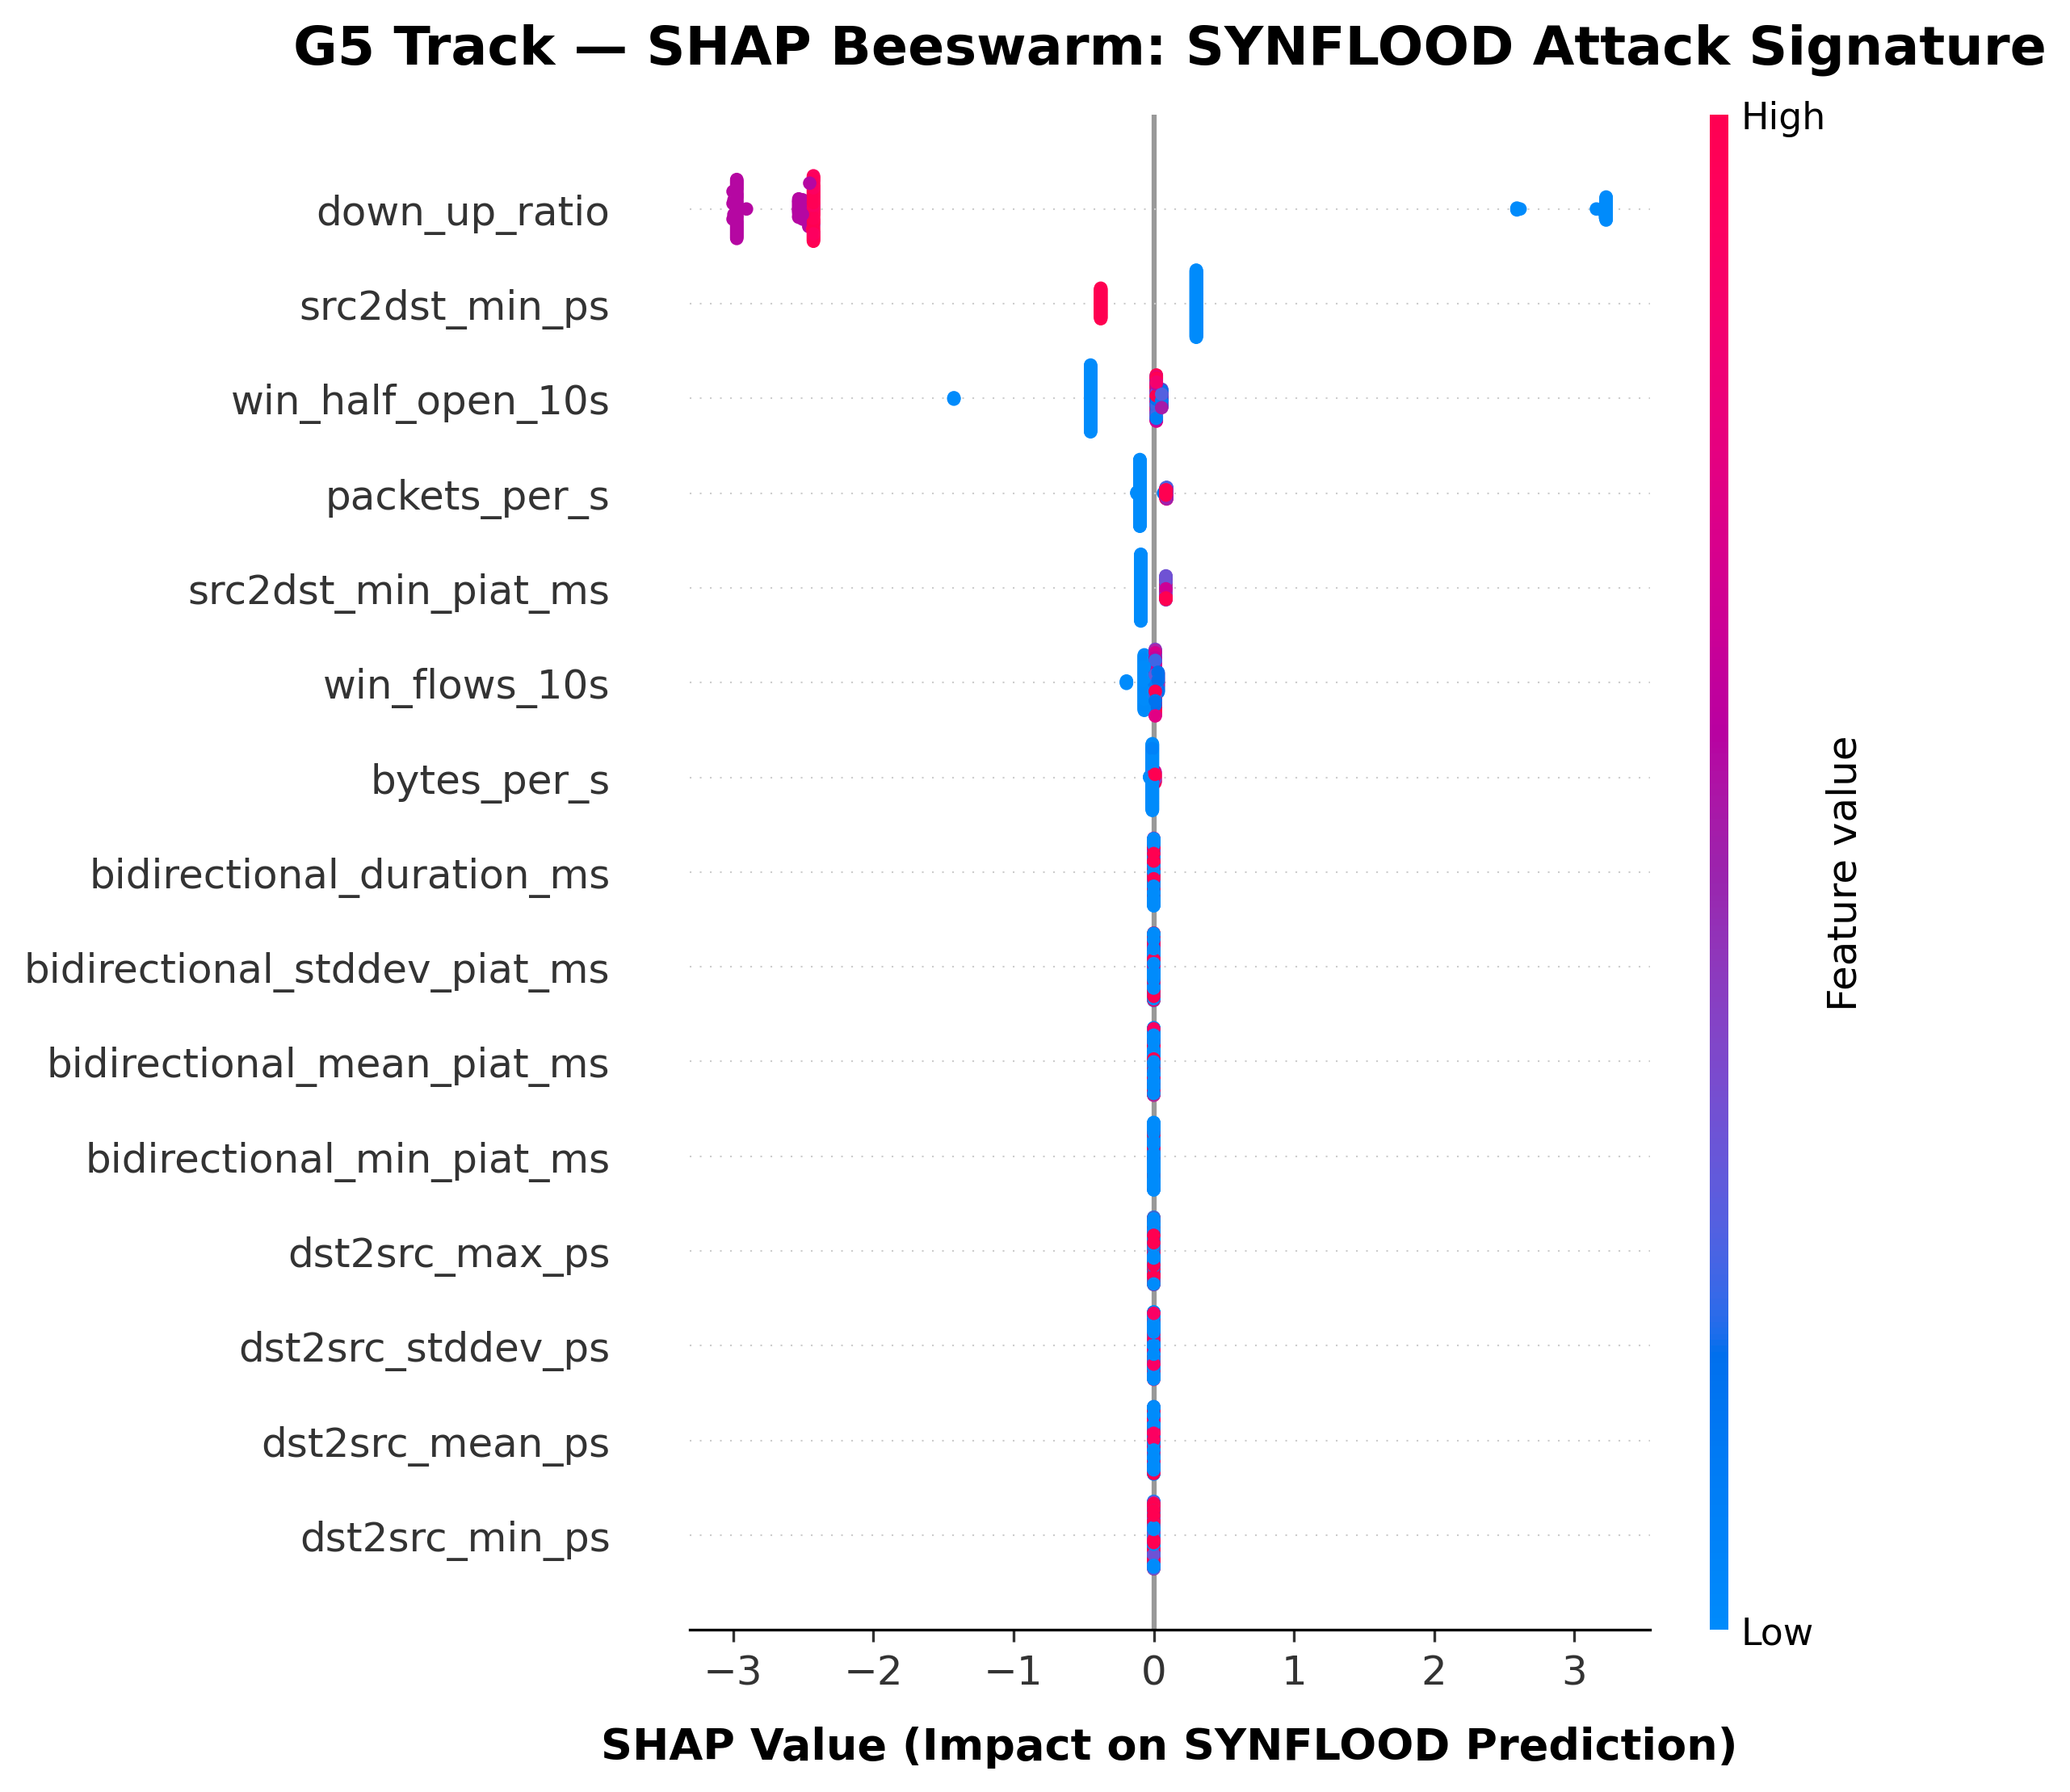 G5 Track — SHAP Beeswarm: SYNFLOOD Attack Signature
High
down_up_ratio
src2dst_min_ps
win_half_open_10s
packets_per_s
src2dst_min_piat_ms
win_flows_10s
bytes_per_s
bidirectional_duration_ms
bidirectional_stddev_piat_ms
bidirectional_mean_piat_ms
bidirectional_min_piat_ms
dst2src_max_ps
dst2src_stddev_ps
dst2src_mean_ps
dst2src_min_ps
Feature value
Low
−3 −2 −1 0 1 2 3
SHAP Value (Impact on SYNFLOOD Prediction)